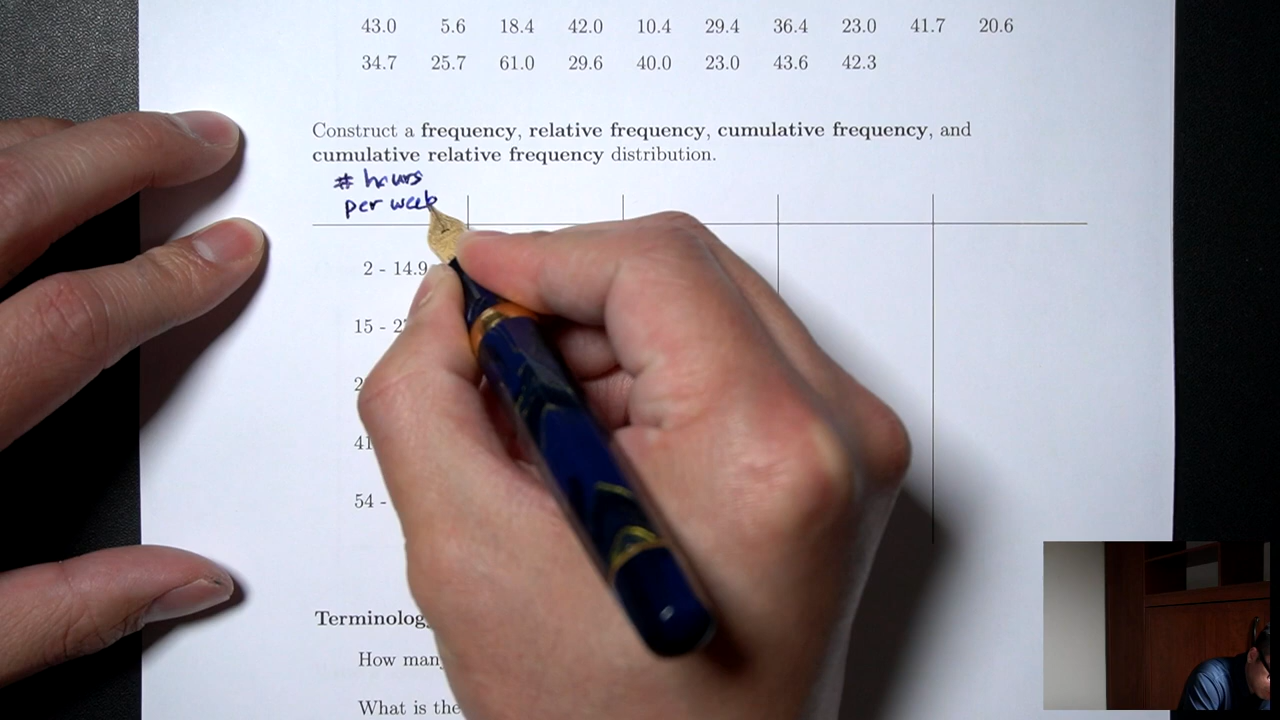 43.0 5.6 18.4 42.0 10.4 29.4 36.4 23.0 41.7 20.6
34.7 25.7 61.0 29.6 40.0 23.0 43.6 42.3
Construct a frequency, relative frequency, cumulative frequency, and
cumulative relative frequency distribution.
# hours
per week
2 - 14.9
15 - 2
2
41
54 -
Terminolog
How many
What is the